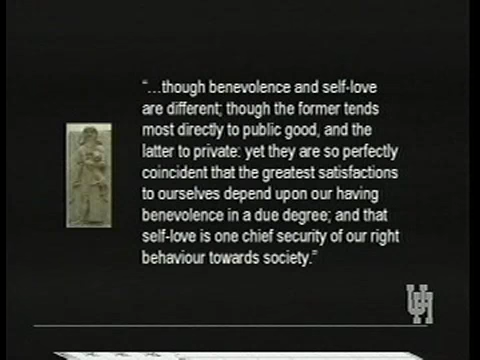 “…though benevolence and self-love
are different; though the former tends
most directly to public good, and the
latter to private: yet they are so perfectly
coincident that the greatest satisfactions
to ourselves depend upon our having
benevolence in a due degree; and that
self-love is one chief security of our right
behaviour towards society.”
UH